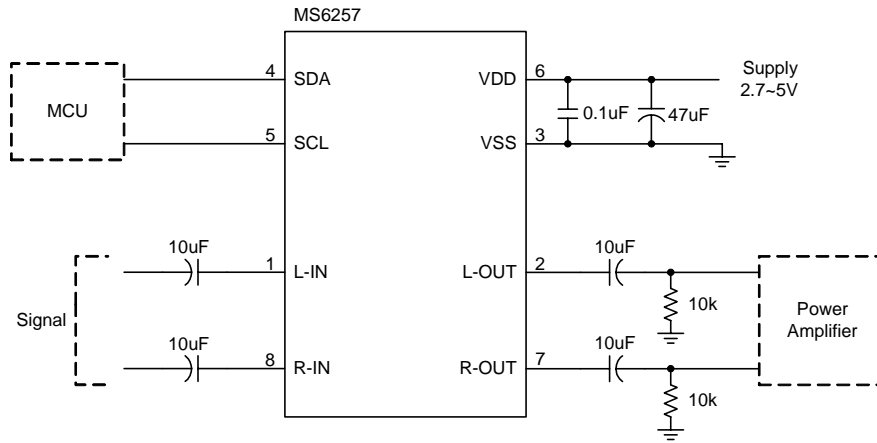 MS6257
MCU
4
SDA
5
SCL
VDD
6
VSS
3
0.1uF
47uF
Supply
2.7~5V
Signal
10uF
1
L-IN
10uF
8
R-IN
L-OUT
2
10uF
10k
R-OUT
7
10uF
10k
Power
Amplifier